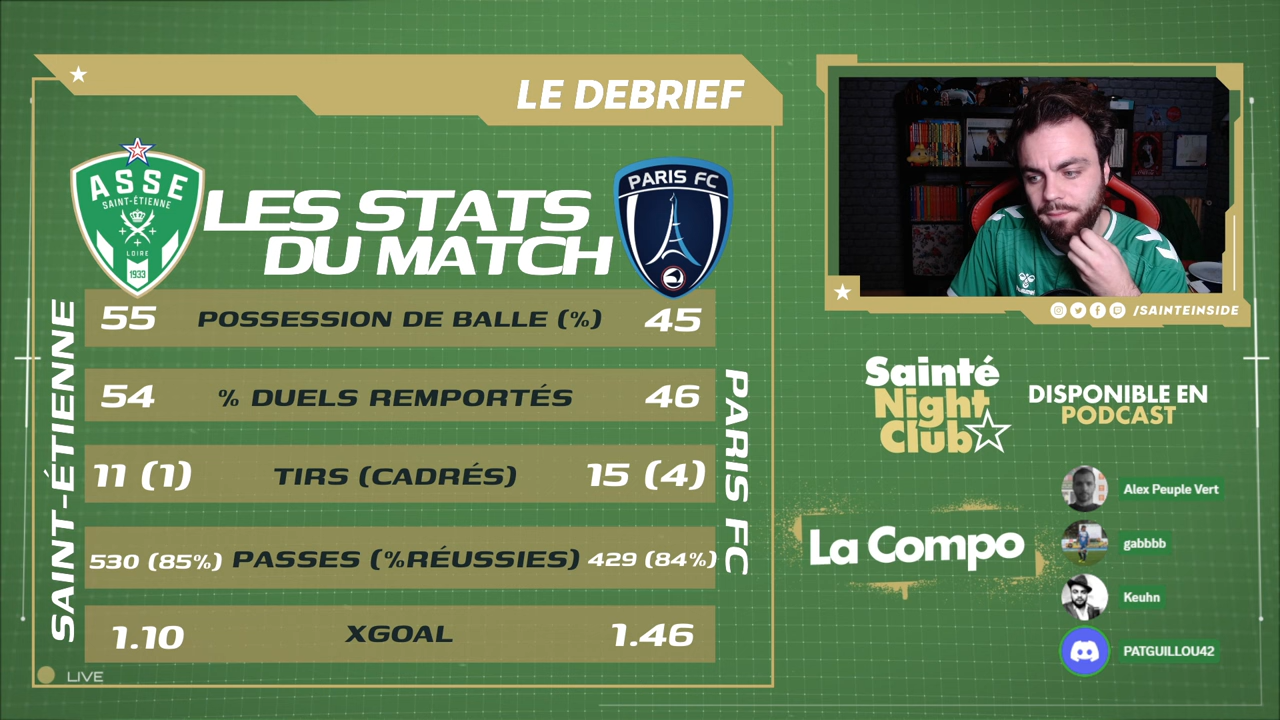 LE DEBRIEF
ASSE
SAINT-ÉTIENNE
LOIRE
1933
LES STATS
DU MATCH
PARIS FC
SAINT-ÉTIENNE
PARIS FC
55 POSSESSION DE BALLE (%) 45
54 % DUELS REMPORTÉS 46
11 (1) TIRS (CADRÉS) 15 (4)
530 (85%) PASSES (%RÉUSSIES) 429 (84%)
1.10 XGOAL 1.46
LIVE
/SAINTEINSIDE
Sainté
Night
Club
DISPONIBLE EN
PODCAST
La Compo
Alex Peuple Vert
gabbbb
Keuhn
PATGUILLOU42